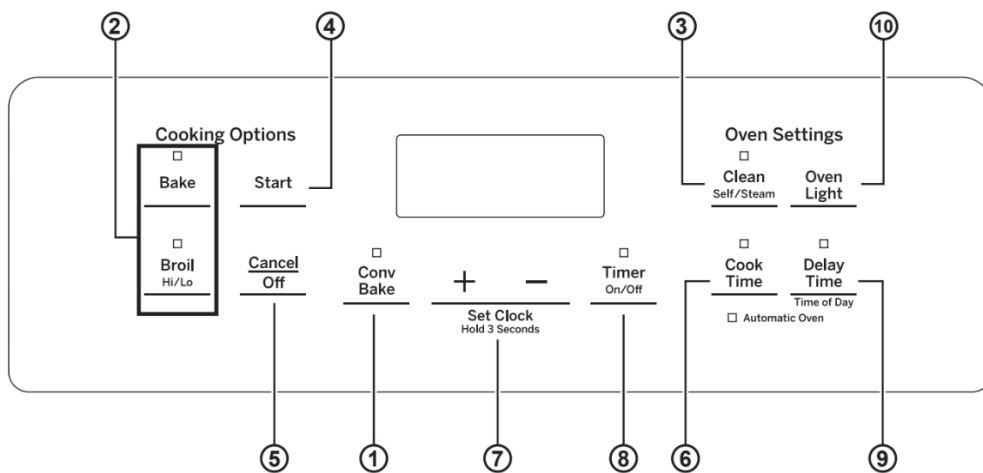 2 4 3 10
Cooking Options
Oven Settings
Bake
Start
Clean
Self/Steam
Oven
Light
Broil
Hi/Lo
Cancel
Off
Conv
Bake
+ −
Set Clock
Hold 3 Seconds
Timer
On/Off
Cook
Time
Delay
Time
Time of Day
Automatic Oven
5 1 7 8 6 9